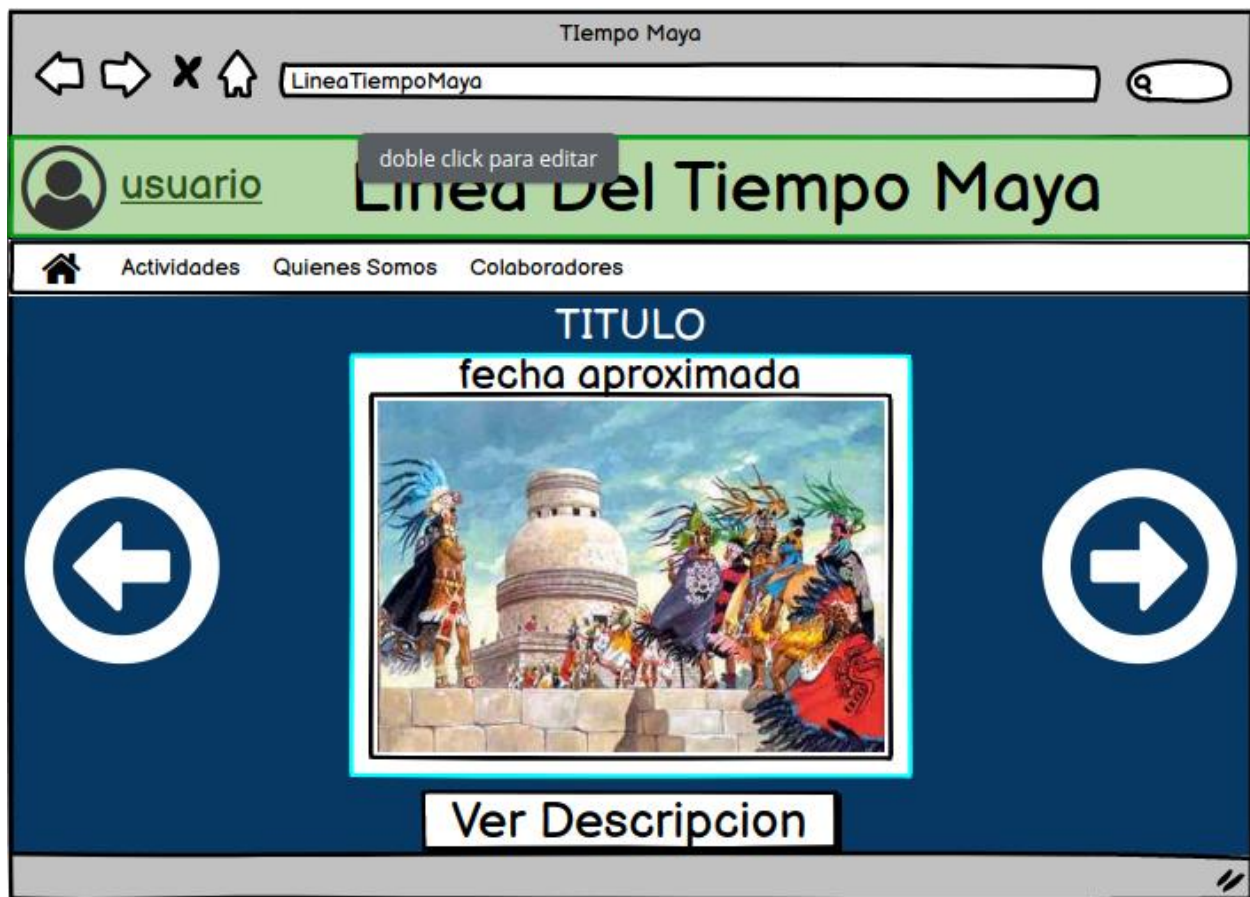 TIempo Maya
LineaTiempoMaya
doble click para editar
usuario
Linea Del Tiempo Maya
Actividades Quienes Somos Colaboradores
TITULO
fecha aproximada
Ver Descripcion